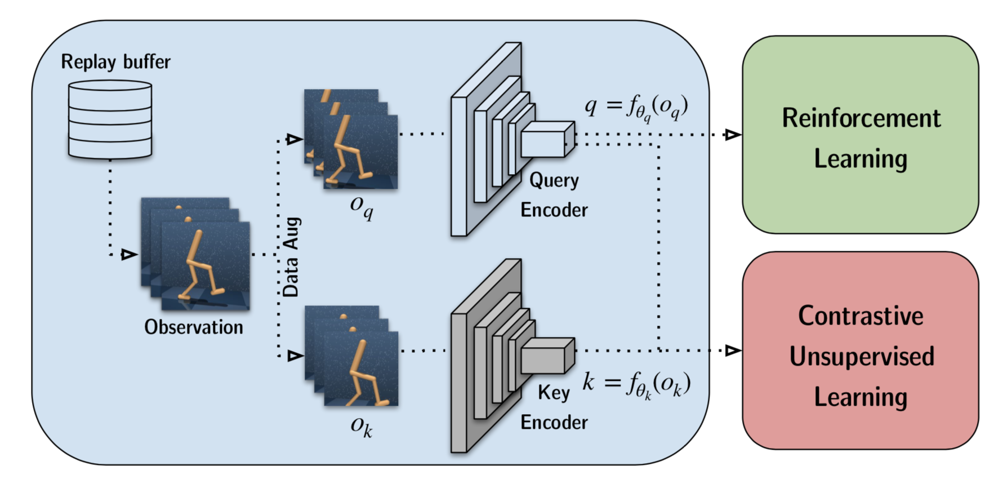 Replay buffer
Observation
Data Aug
o_q
o_k
q = f_{θ_q}(o_q)
Query
Encoder
k = f_{θ_k}(o_k)
Key
Encoder
Reinforcement
Learning
Contrastive
Unsupervised
Learning